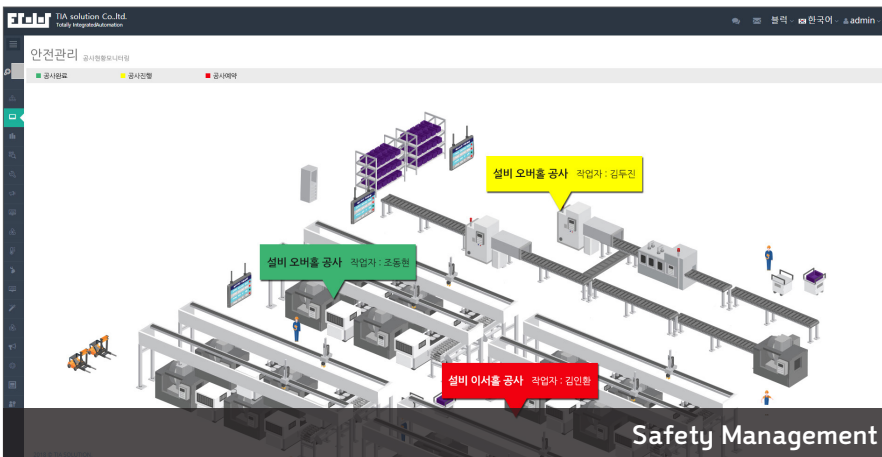 TIA solution Co.,ltd.
Totally IntegratedAutomation
블럭 한국어 admin
안전관리 공사현황모니터링
공사완료 공사진행 공사예약
설비 오버홀 공사 작업자 : 김두진
설비 오버홀 공사 작업자 : 조동현
설비 이서홀 공사 작업자 : 김인환
Safety Management